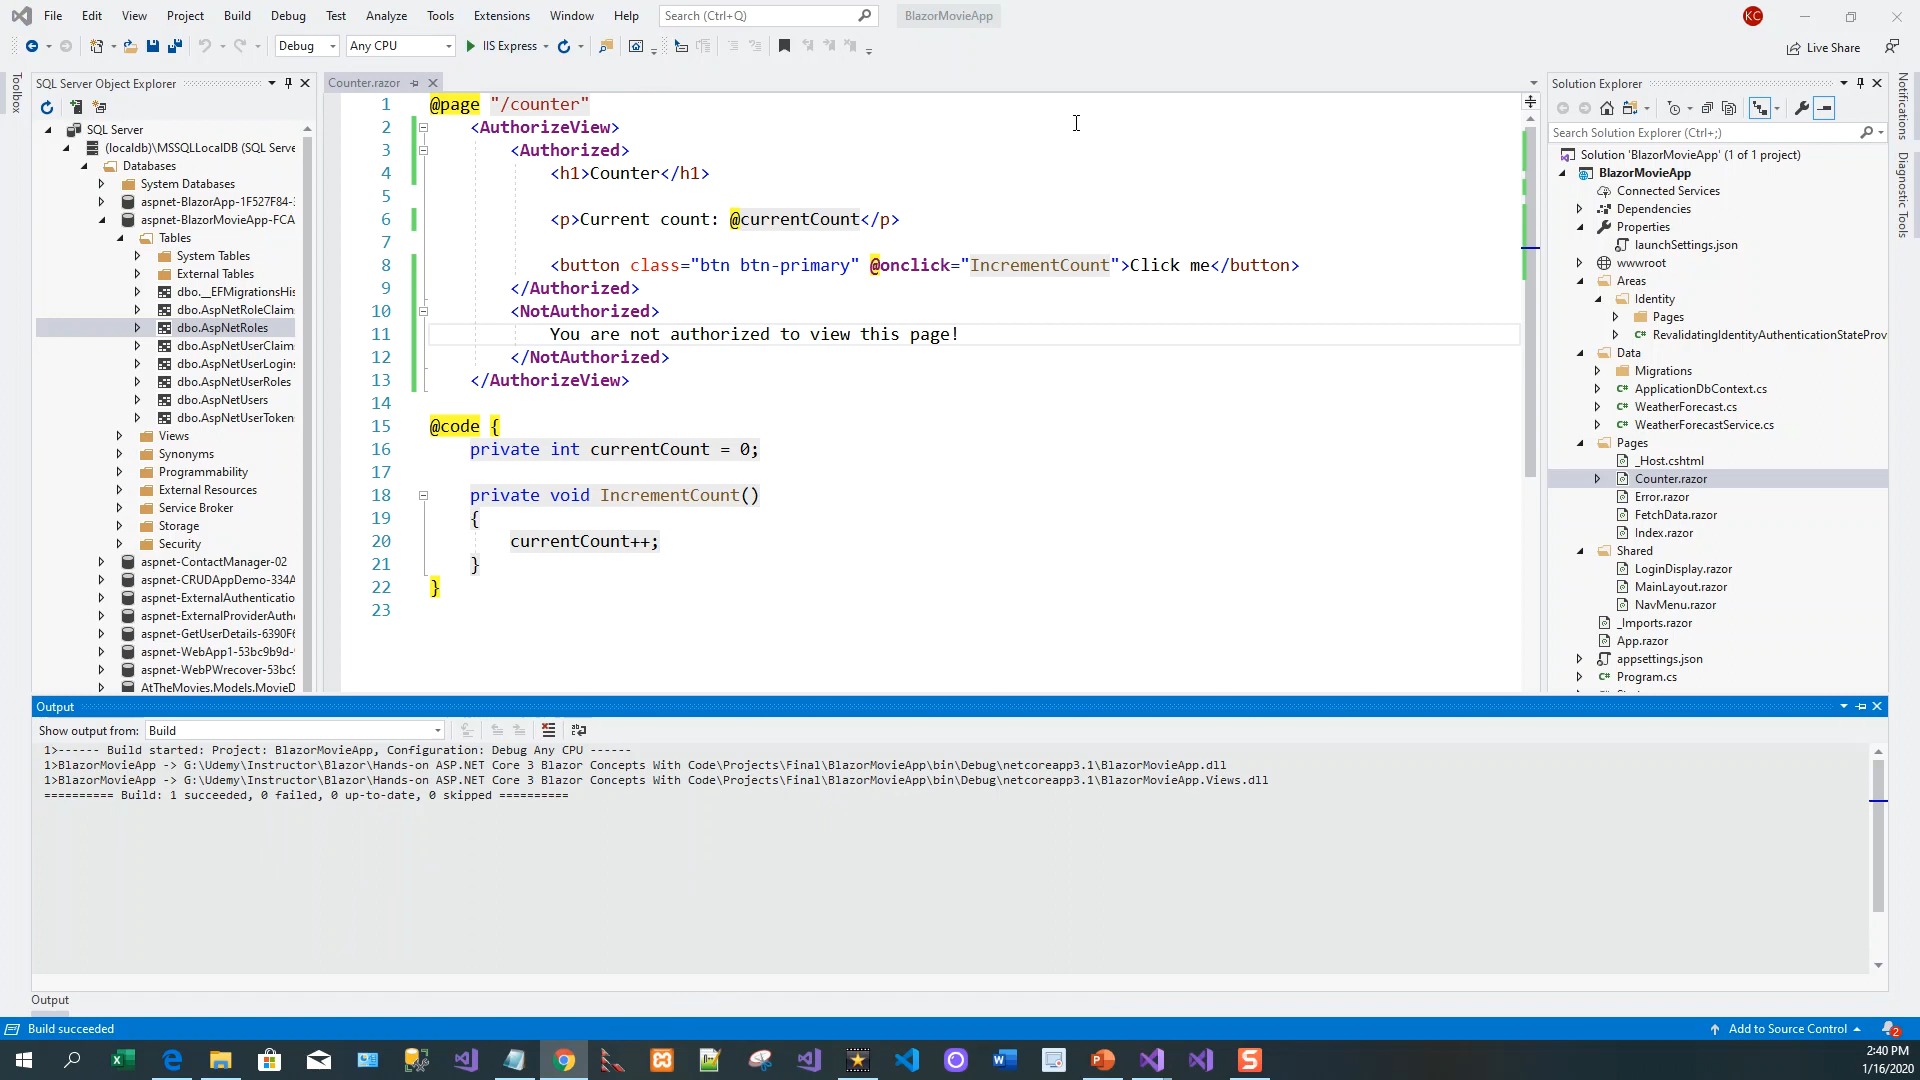 File Edit View Project Build Debug Test Analyze Tools Extensions Window Help Search (Ctrl+Q) BlazorMovieApp KC
Debug Any CPU IIS Express Live Share
Toolbox
SQL Server Object Explorer
SQL Server
(localdb)\MSSQLLocalDB (SQL Serve
Databases
System Databases
aspnet-BlazorApp-1F527F84-
aspnet-BlazorMovieApp-FCA
Tables
System Tables
External Tables
dbo.__EFMigrationsHis
dbo.AspNetRoleClaim
dbo.AspNetRoles
dbo.AspNetUserClaim
dbo.AspNetUserLogin
dbo.AspNetUserRoles
dbo.AspNetUsers
dbo.AspNetUserToken
Views
Synonyms
Programmability
External Resources
Service Broker
Storage
Security
aspnet-ContactManager-02
aspnet-CRUDAppDemo-334A
aspnet-ExternalAuthenticatio
aspnet-ExternalProviderAuth
aspnet-GetUserDetails-6390F6
aspnet-WebApp1-53bc9b9d-
aspnet-WebPWrecover-53bc9
AtTheMovies.Models.MovieD
Counter.razor
1 @page "/counter"
2 <AuthorizeView>
3 <Authorized>
4 <h1>Counter</h1>
5
6 <p>Current count: @currentCount</p>
7
8 <button class="btn btn-primary" @onclick="IncrementCount">Click me</button>
9 </Authorized>
10 <NotAuthorized>
11 You are not authorized to view this page!
12 </NotAuthorized>
13 </AuthorizeView>
14
15 @code {
16 private int currentCount = 0;
17
18 private void IncrementCount()
19 {
20 currentCount++;
21 }
22 }
23
Solution Explorer
Search Solution Explorer (Ctrl+;)
Solution 'BlazorMovieApp' (1 of 1 project)
BlazorMovieApp
Connected Services
Dependencies
Properties
launchSettings.json
wwwroot
Areas
Identity
Pages
RevalidatingIdentityAuthenticationStateProv
Data
Migrations
ApplicationDbContext.cs
WeatherForecast.cs
WeatherForecastService.cs
Pages
_Host.cshtml
Counter.razor
Error.razor
FetchData.razor
Index.razor
Shared
LoginDisplay.razor
MainLayout.razor
NavMenu.razor
_Imports.razor
App.razor
appsettings.json
Program.cs
Notifications
Diagnostic Tools
Output
Show output from: Build
1>------ Build started: Project: BlazorMovieApp, Configuration: Debug Any CPU ------
1>BlazorMovieApp -> G:\Udemy\Instructor\Blazor\Hands-on ASP.NET Core 3 Blazor Concepts With Code\Projects\Final\BlazorMovieApp\bin\Debug\netcoreapp3.1\BlazorMovieApp.dll
1>BlazorMovieApp -> G:\Udemy\Instructor\Blazor\Hands-on ASP.NET Core 3 Blazor Concepts With Code\Projects\Final\BlazorMovieApp\bin\Debug\netcoreapp3.1\BlazorMovieApp.Views.dll
========== Build: 1 succeeded, 0 failed, 0 up-to-date, 0 skipped ==========
Output
Build succeeded Add to Source Control 2
2:40 PM
1/16/2020